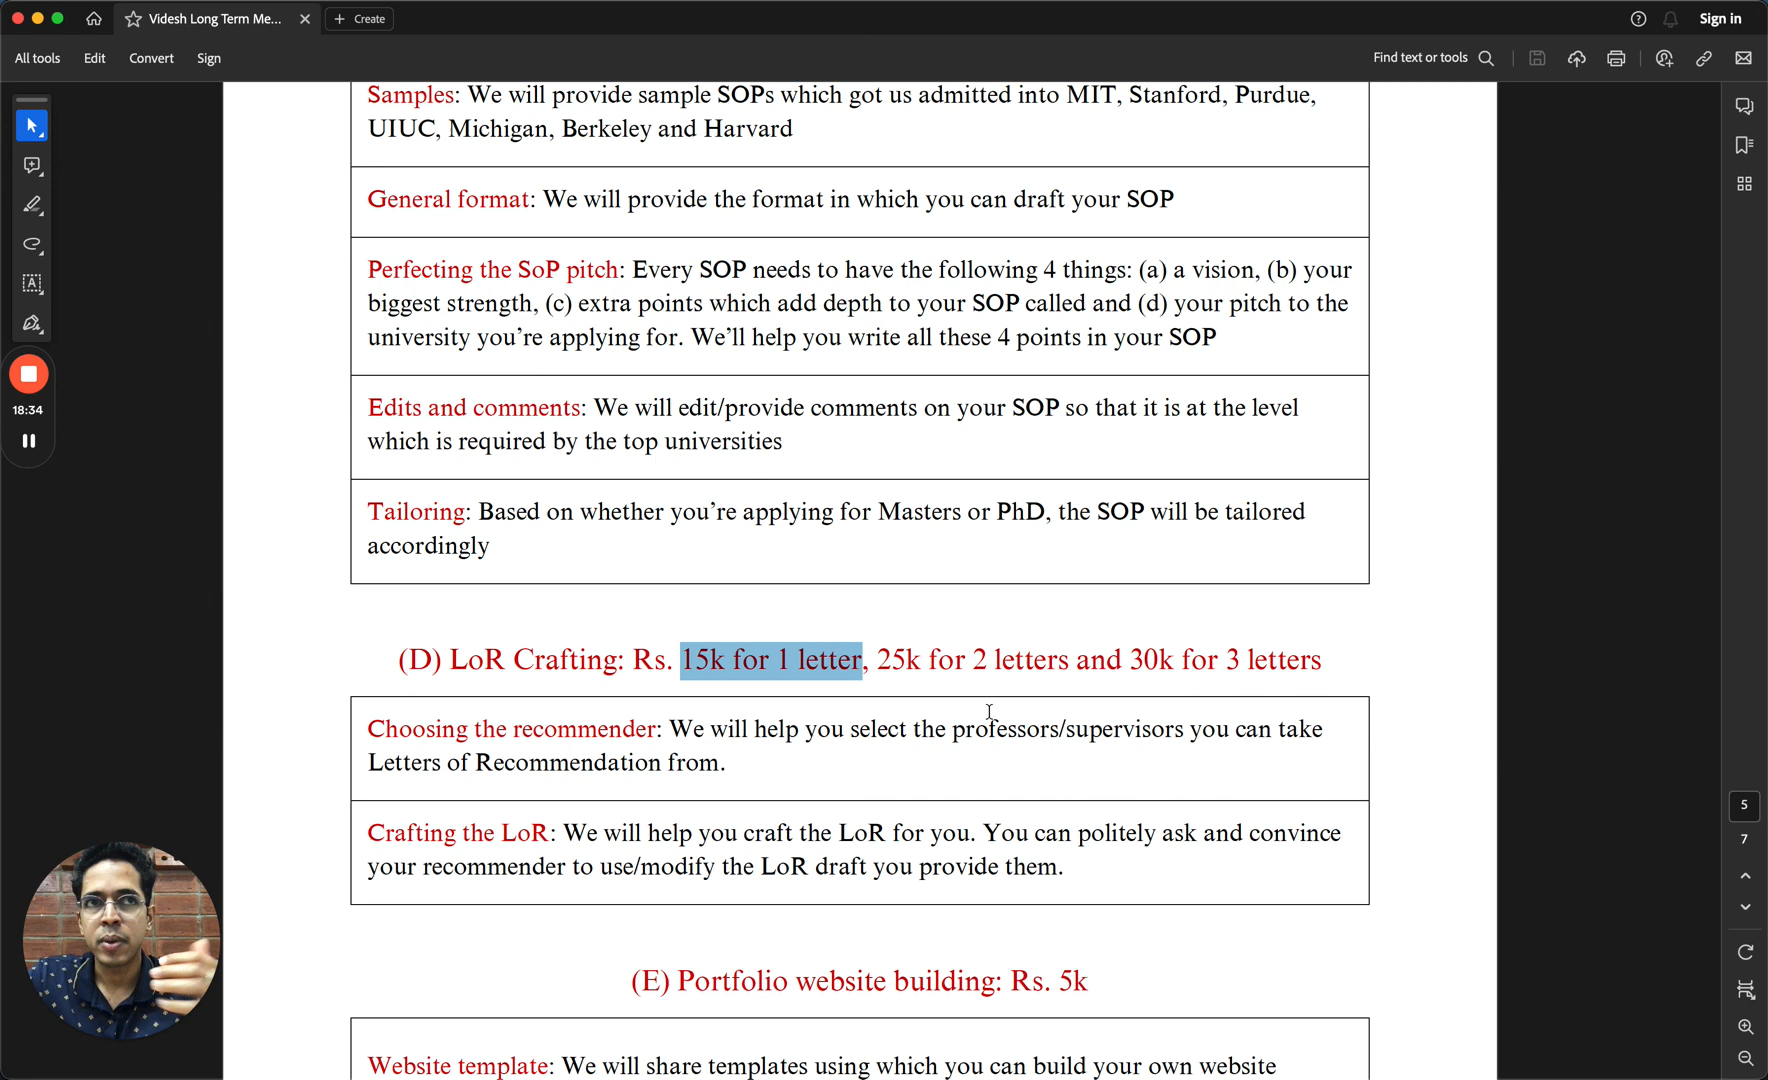 Videsh Long Term Me...
Create
Sign in
All tools
Edit
Convert
Sign
Find text or tools
Samples: We will provide sample SOPs which got us admitted into MIT, Stanford, Purdue,
UIUC, Michigan, Berkeley and Harvard
General format: We will provide the format in which you can draft your SOP
Perfecting the SoP pitch: Every SOP needs to have the following 4 things: (a) a vision, (b) your
biggest strength, (c) extra points which add depth to your SOP called and (d) your pitch to the
university you’re applying for. We’ll help you write all these 4 points in your SOP
Edits and comments: We will edit/provide comments on your SOP so that it is at the level
which is required by the top universities
18:34
Tailoring: Based on whether you’re applying for Masters or PhD, the SOP will be tailored
accordingly
(D) LoR Crafting: Rs. 15k for 1 letter, 25k for 2 letters and 30k for 3 letters
Choosing the recommender: We will help you select the professors/supervisors you can take
Letters of Recommendation from.
5
7
Crafting the LoR: We will help you craft the LoR for you. You can politely ask and convince
your recommender to use/modify the LoR draft you provide them.
(E) Portfolio website building: Rs. 5k
Website template: We will share templates using which you can build your own website